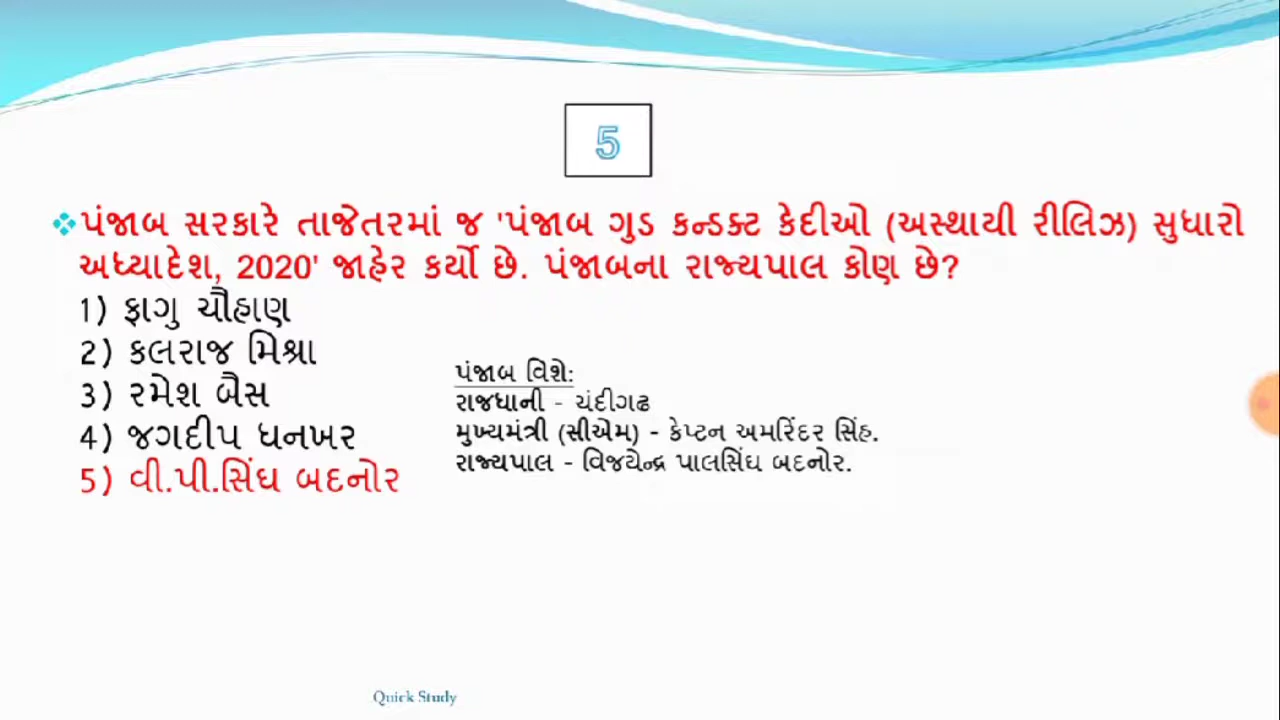 5
પંજાબ સરકારે તાજેતરમાં જ 'પંજાબ ગુડ કન્ડક્ટ કેદીઓ (અસ્થાયી રીલિઝ) સુધારો
અધ્યાદેશ, 2020' જાહેર કર્યો છે. પંજાબના રાજ્યપાલ કોણ છે?
1) ફાગુ ચૌહાણ
2) કલરાજ મિશ્રા
3) રમેશ બૈસ
4) જગદીપ ધનખર
5) વી.પી.સિંઘ બદનોર
પંજાબ વિશે:
રાજધાની - ચંદીગઢ
મુખ્યમંત્રી (સીએમ) - કેપ્ટન અમરિંદર સિંહ.
રાજ્યપાલ - વિજયેન્દ્ર પાલસિંઘ બદનોર.
Quick Study